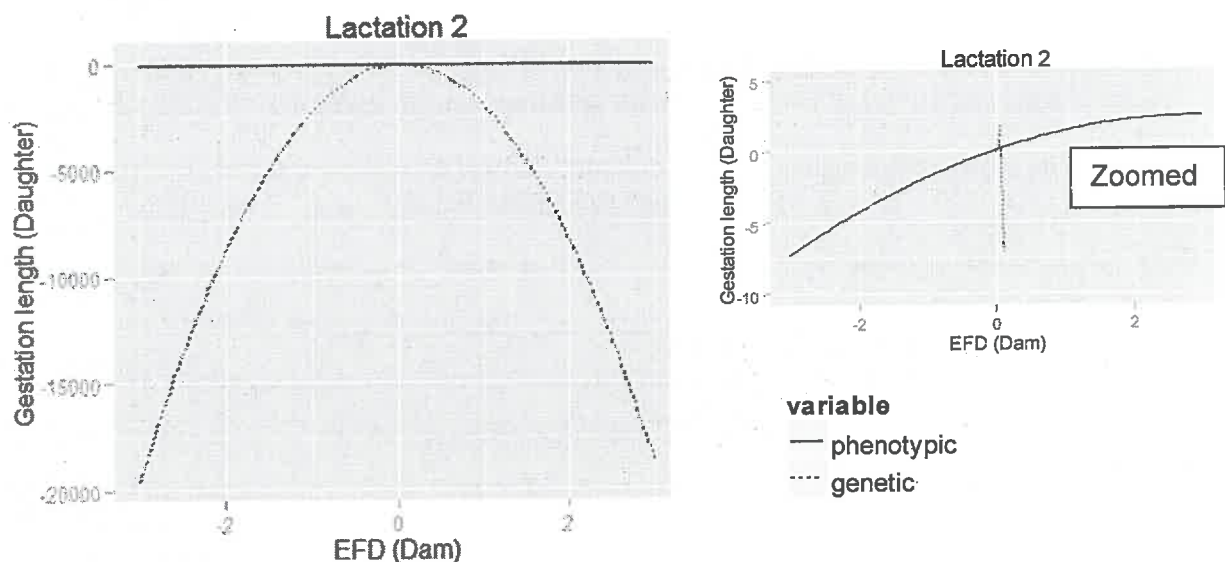 Lactation 2
Gestation length (Daughter)
0
-5000
-10000
-15000
-20000
-2
0
2
EFD (Dam)
Lactation 2
Gestation length (Daughter)
5
0
-5
-10
-2
0
2
EFD (Dam)
Zoomed
variable
phenotypic
genetic